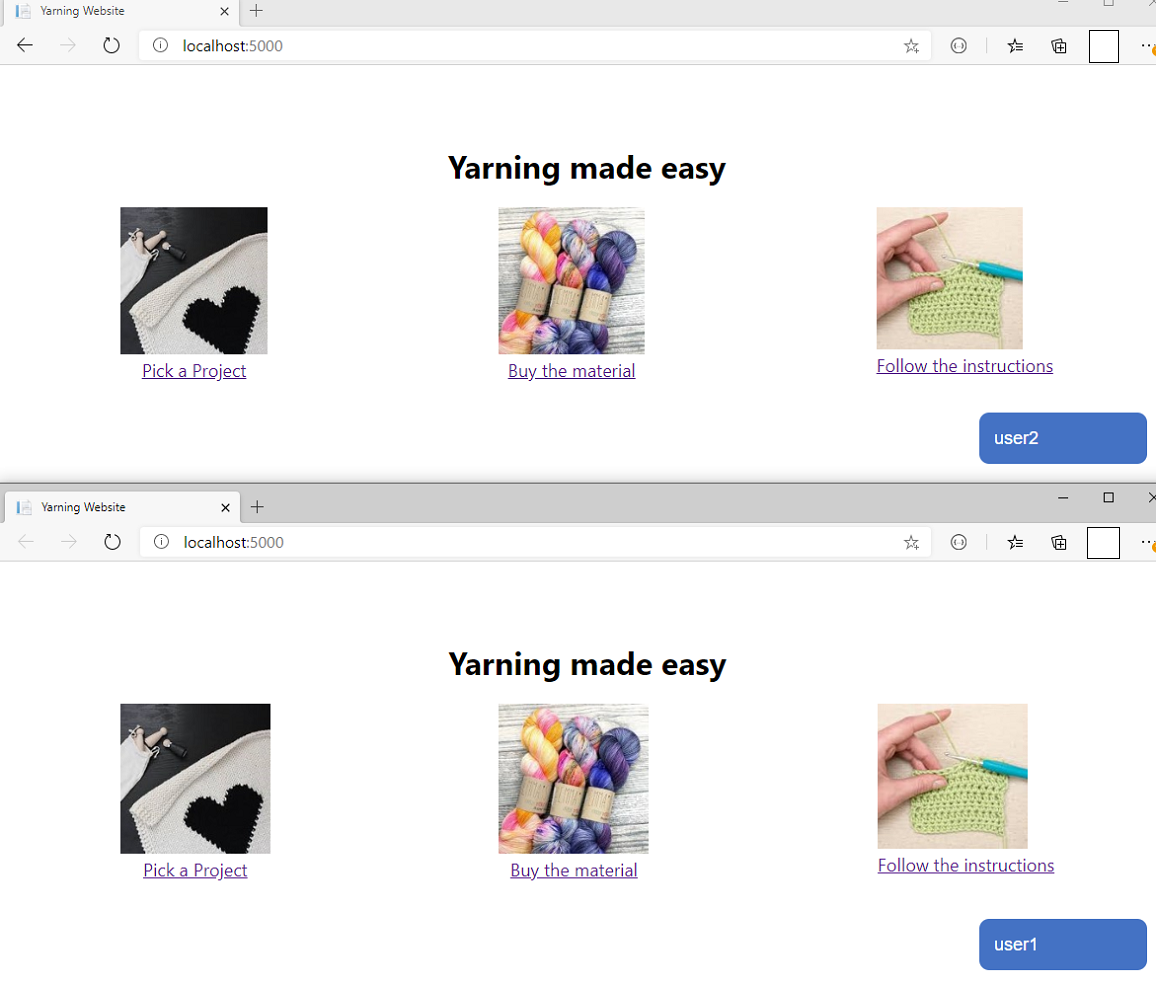 Yarning Website
localhost:5000
Yarning made easy
Pick a Project
Buy the material
Follow the instructions
user2
Yarning Website
localhost:5000
Yarning made easy
Pick a Project
Buy the material
Follow the instructions
user1